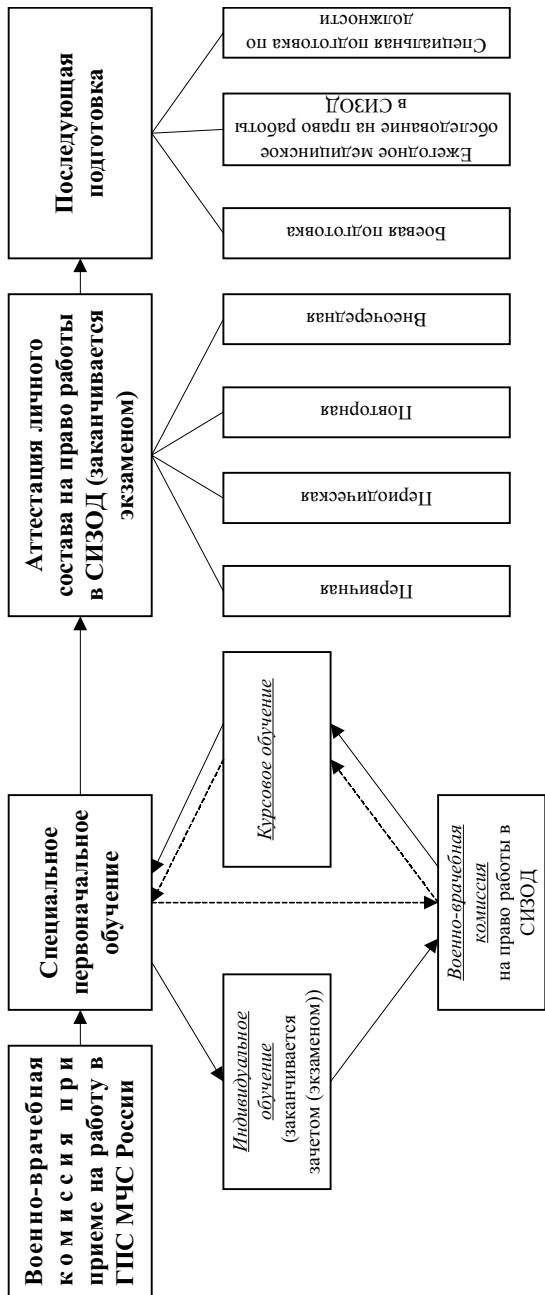 Военно-врачебная
комиссия при
приеме на работу в
ГПС МЧС России
Специальное
первоначальное
обучение
Аттестация личного
состава на право работы
в СИЗОД (заканчивается
экзаменом)
Последующая
подготовка
Индивидуальное
обучение
(заканчивается
зачетом (экзаменом))
Курсовое обучение
Военно-врачебная
комиссия
на право работы в
СИЗОД
Первичная
Периодическая
Повторная
Внеочередная
Боевая подготовка
Ежегодное медицинское
обследование на право работы
в СИЗОД
Специальная подготовка по
должности